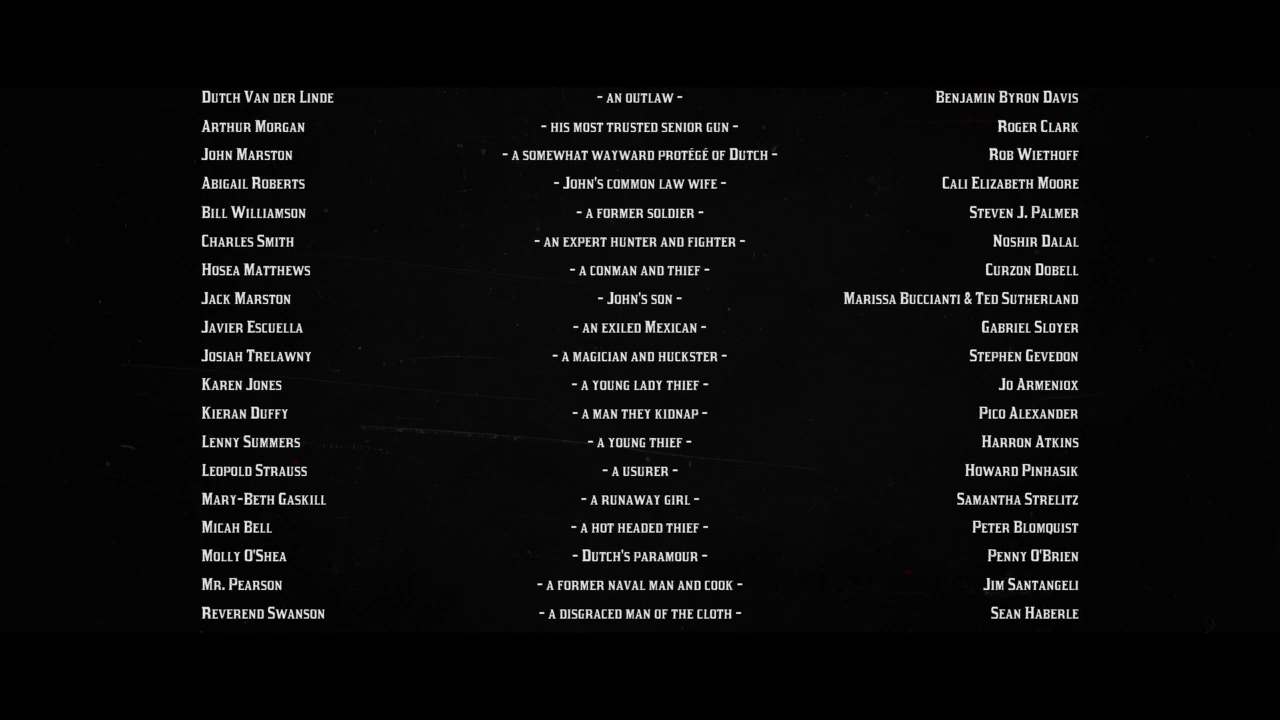 Dutch Van der Linde - an outlaw - Benjamin Byron Davis
Arthur Morgan - his most trusted senior gun - Roger Clark
John Marston - a somewhat wayward protégé of Dutch - Rob Wiethoff
Abigail Roberts - John's common law wife - Cali Elizabeth Moore
Bill Williamson - a former soldier - Steven J. Palmer
Charles Smith - an expert hunter and fighter - Noshir Dalal
Hosea Matthews - a conman and thief - Curzon Dobell
Jack Marston - John's son - Marissa Buccianti & Ted Sutherland
Javier Escuella - an exiled Mexican - Gabriel Sloyer
Josiah Trelawny - a magician and huckster - Stephen Gevedon
Karen Jones - a young lady thief - Jo Armeniox
Kieran Duffy - a man they kidnap - Pico Alexander
Lenny Summers - a young thief - Harron Atkins
Leopold Strauss - a usurer - Howard Pinhasik
Mary-Beth Gaskill - a runaway girl - Samantha Strelitz
Micah Bell - a hot headed thief - Peter Blomquist
Molly O'Shea - Dutch's paramour - Penny O'Brien
Mr. Pearson - a former naval man and cook - Jim Santangeli
Reverend Swanson - a disgraced man of the cloth - Sean Haberle